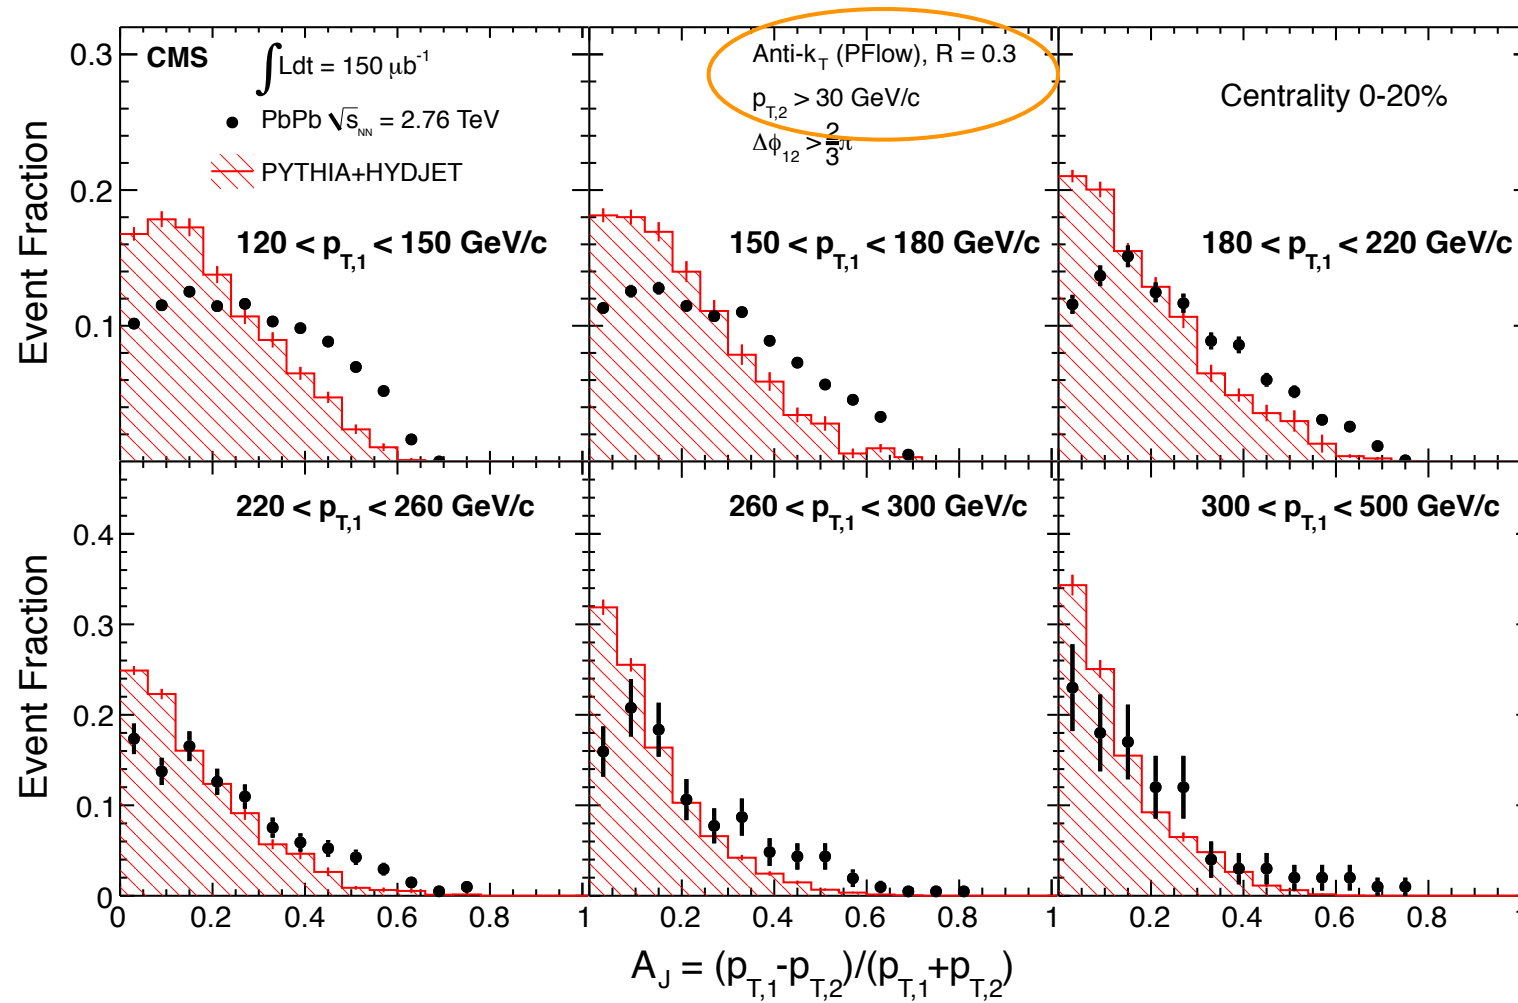 CMS
∫Ldt = 150 μb⁻¹
PbPb √s_NN = 2.76 TeV
PYTHIA+HYDJET
Anti-k_T (PFlow), R = 0.3
p_T,2 > 30 GeV/c
Δϕ_12 > 2/3 π
Centrality 0-20%
120 < p_T,1 < 150 GeV/c
150 < p_T,1 < 180 GeV/c
180 < p_T,1 < 220 GeV/c
0.3
0.2
0.1
Event Fraction
220 < p_T,1 < 260 GeV/c
260 < p_T,1 < 300 GeV/c
300 < p_T,1 < 500 GeV/c
0.4
0.3
0.2
0.1
0
Event Fraction
0 0.2 0.4 0.6 0.8 1
0.2 0.4 0.6 0.8 1
0.2 0.4 0.6 0.8 1
A_J = (p_T,1-p_T,2)/(p_T,1+p_T,2)